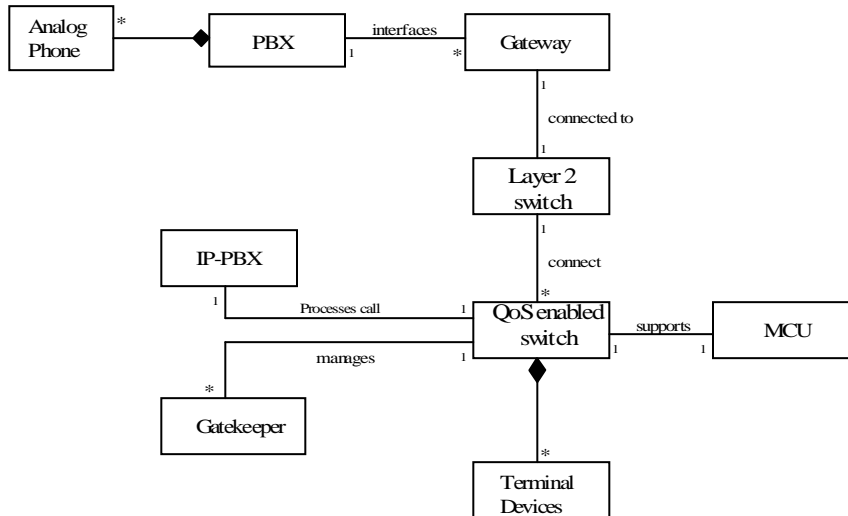 Analog
Phone
*
PBX
1
interfaces
*
Gateway
1
connected to
1
Layer 2
switch
1
connect
*
IP-PBX
1
Processes call
1
QoS enabled
switch
1
supports
1
MCU
manages
1
*
Gatekeeper
*
Terminal
Devices